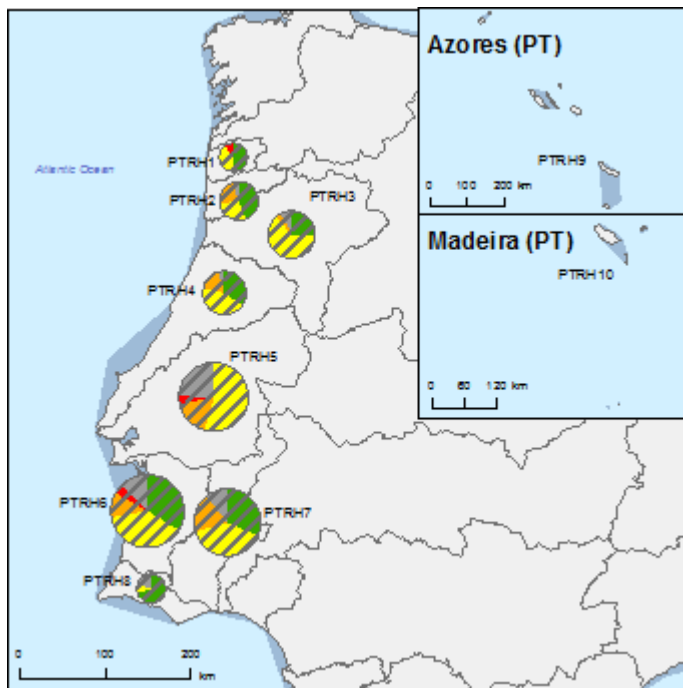 Azores (PT)
Atlantic Ocean
PTRH1
PTRH9
PTRH2
PTRH3
0 100 200
km
Madeira (PT)
PTRH10
PTRH4
PTRH5
0 60 120
km
PTRH6
PTRH7
PTRH8
0 100 200
km